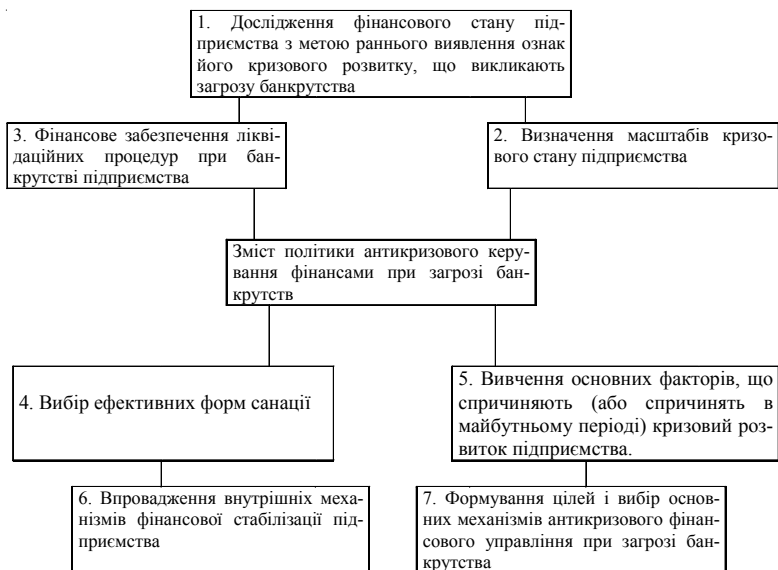 1. Дослідження фінансового стану під-
приємства з метою раннього виявлення ознак
його кризового розвитку, що викликають
загрозу банкрутства
3. Фінансове забезпечення лікві-
даційних процедур при бан-
крутстві підприємства
2. Визначення масштабів кризо-
вого стану підприємства
Зміст політики антикризового керу-
вання фінансами при загрозі бан-
крутств
4. Вибір ефективних форм санації
5. Вивчення основних факторів, що
спричиняють (або спричинять в
майбутньому періоді) кризовий роз-
виток підприємства.
6. Впровадження внутрішніх меха-
нізмів фінансової стабілізації під-
приємства
7. Формування цілей і вибір основ-
них механізмів антикризового фінан-
сового управління при загрозі бан-
крутства